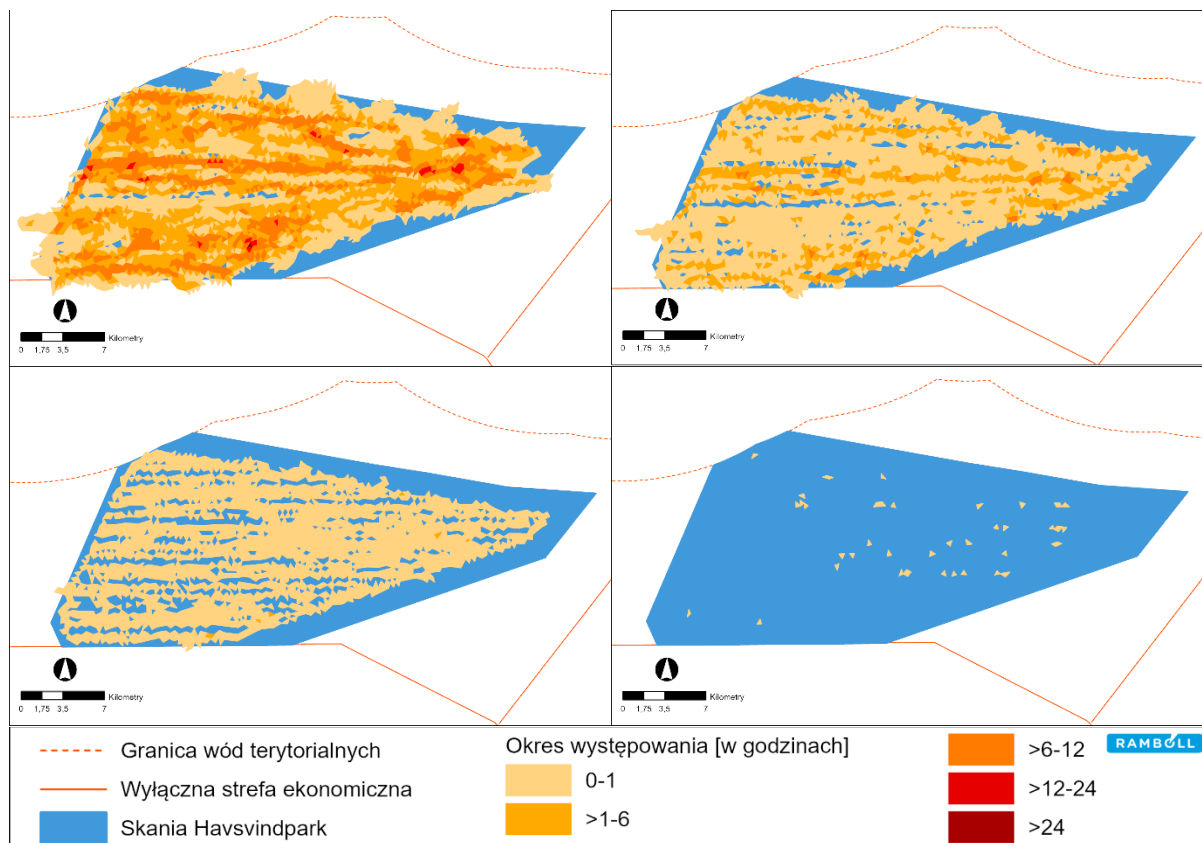 Kilometry
0 1,75 3,5 7
Kilometry
0 1,75 3,5 7
Kilometry
0 1,75 3,5 7
Kilometry
0 1,75 3,5 7
Granica wód terytorialnych
Wyłączna strefa ekonomiczna
Skania Havsvindpark
Okres występowania [w godzinach]
0-1
>1-6
>6-12
>12-24
>24
RAMBOLL